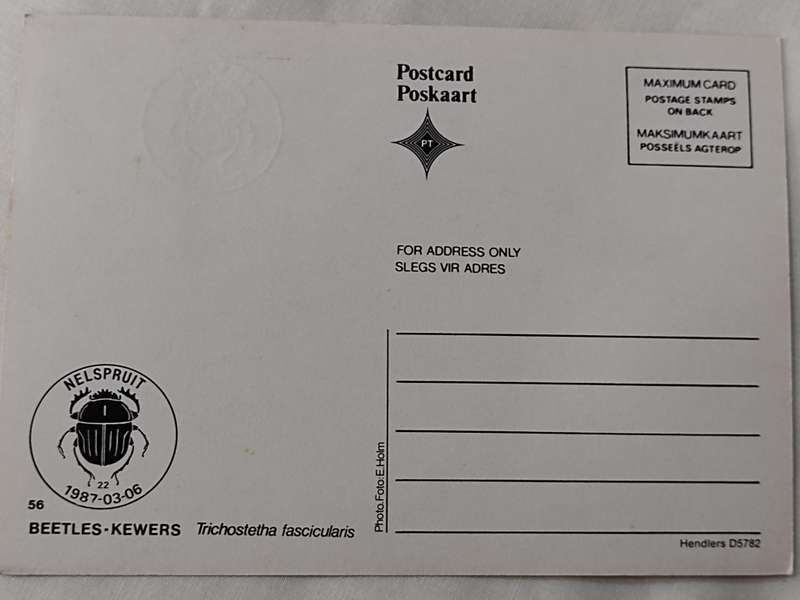 Postcard
Poskaart
PT
MAXIMUM CARD
POSTAGE STAMPS
ON BACK
MAKSIMUMKAART
POSSEËLS AGTEROP
FOR ADDRESS ONLY
SLEGS VIR ADRES
NELSPRUIT
22
1987-03-06
56
BEETLES-KEWERS Trichostetha fascicularis
Photo.Foto:E.Holm
Hendlers D5782